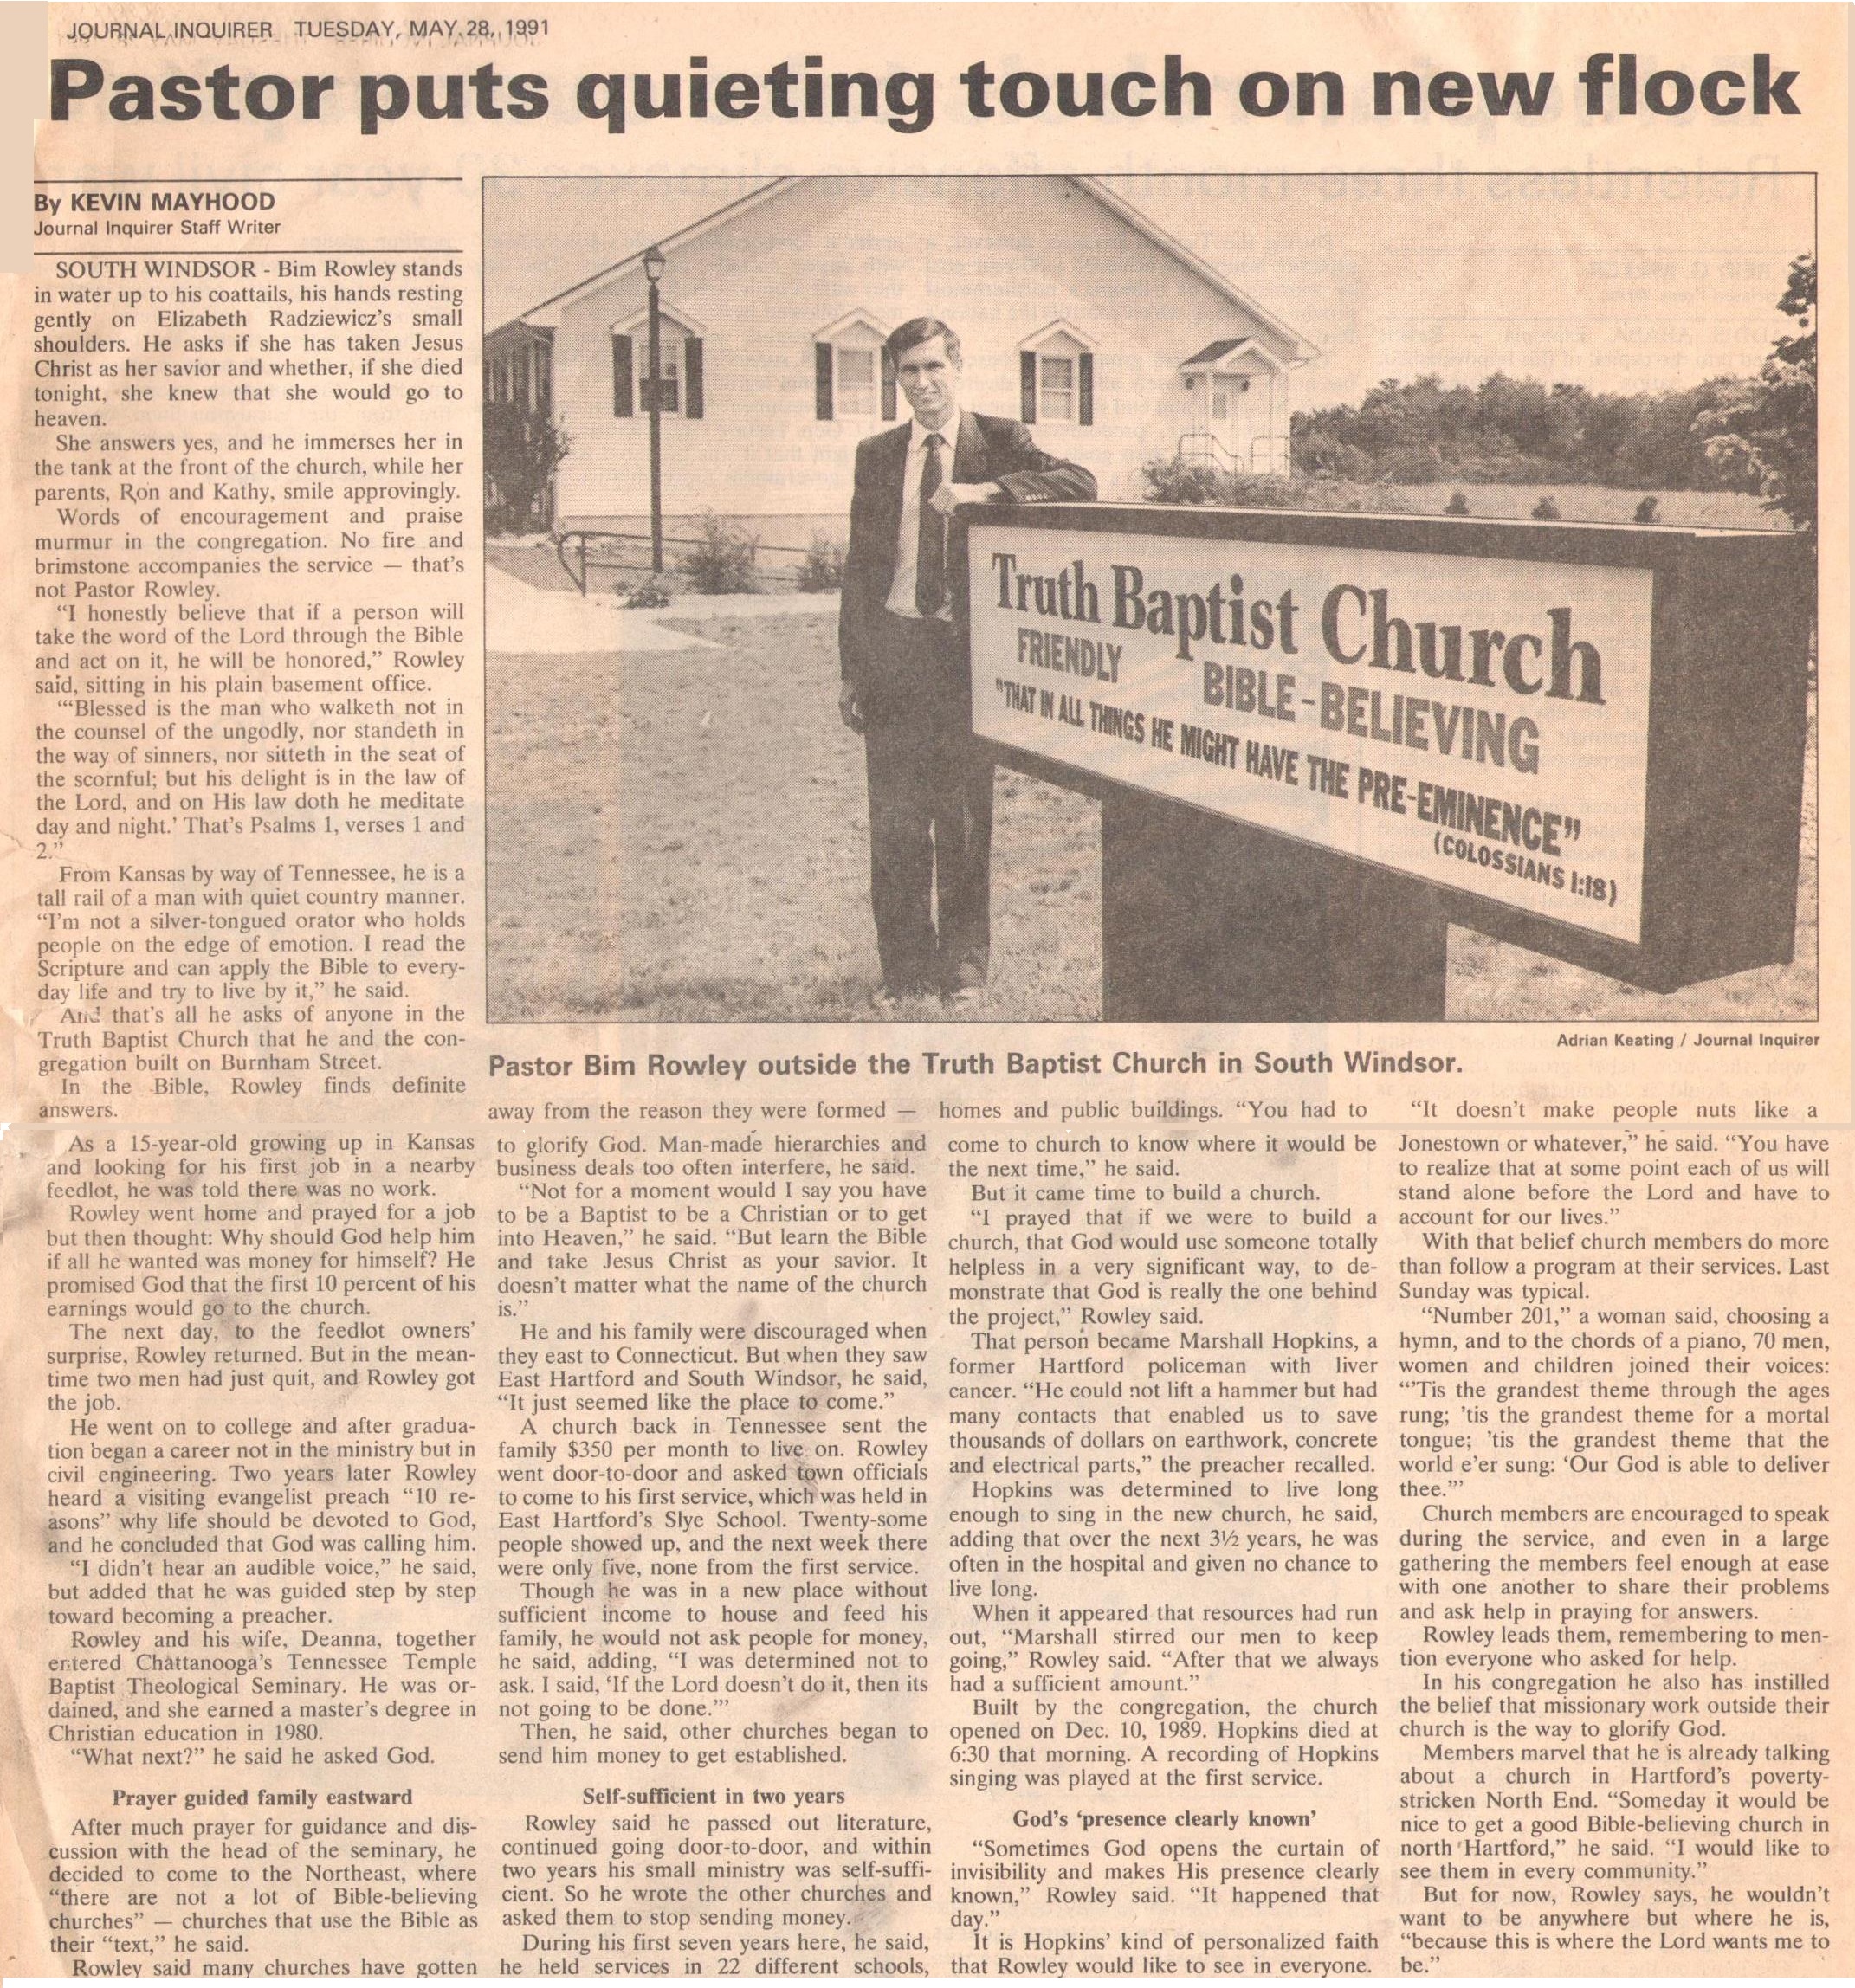 JOURNAL INQUIRER TUESDAY, MAY 28, 1991
Pastor puts quieting touch on new flock
By KEVIN MAYHOOD
Journal Inquirer Staff Writer
SOUTH WINDSOR - Bim Rowley stands
in water up to his coattails, his hands resting
gently on Elizabeth Radziewicz's small
shoulders. He asks if she has taken Jesus
Christ as her savior and whether, if she died
tonight, she knew that she would go to
heaven.
She answers yes, and he immerses her in
the tank at the front of the church, while her
parents, Ron and Kathy, smile approvingly.
Words of encouragement and praise
murmur in the congregation. No fire and
brimstone accompanies the service — that's
not Pastor Rowley.
“I honestly believe that if a person will
take the word of the Lord through the Bible
and act on it, he will be honored,” Rowley
said, sitting in his plain basement office.
“‘Blessed is the man who walketh not in
the counsel of the ungodly, nor standeth in
the way of sinners, nor sitteth in the seat of
the scornful; but his delight is in the law of
the Lord, and on His law doth he meditate
day and night.’ That's Psalms 1, verses 1 and
2.”
From Kansas by way of Tennessee, he is a
tall rail of a man with quiet country manner.
“I'm not a silver-tongued orator who holds
people on the edge of emotion. I read the
Scripture and can apply the Bible to every-
day life and try to live by it,” he said.
And that's all he asks of anyone in the
Truth Baptist Church that he and the con-
gregation built on Burnham Street.
In the Bible, Rowley finds definite
answers.
As a 15-year-old growing up in Kansas
and looking for his first job in a nearby
feedlot, he was told there was no work.
Rowley went home and prayed for a job
but then thought: Why should God help him
if all he wanted was money for himself? He
promised God that the first 10 percent of his
earnings would go to the church.
The next day, to the feedlot owners'
surprise, Rowley returned. But in the mean-
time two men had just quit, and Rowley got
the job.
He went on to college and after gradua-
tion began a career not in the ministry but in
civil engineering. Two years later Rowley
heard a visiting evangelist preach “10 re-
asons” why life should be devoted to God,
and he concluded that God was calling him.
“I didn't hear an audible voice,” he said,
but added that he was guided step by step
toward becoming a preacher.
Rowley and his wife, Deanna, together
entered Chattanooga's Tennessee Temple
Baptist Theological Seminary. He was or-
dained, and she earned a master's degree in
Christian education in 1980.
“What next?” he said he asked God.
Prayer guided family eastward
After much prayer for guidance and dis-
cussion with the head of the seminary, he
decided to come to the Northeast, where
“there are not a lot of Bible-believing
churches” — churches that use the Bible as
their “text,” he said.
Rowley said many churches have gotten
Truth Baptist Church
FRIENDLY BIBLE-BELIEVING
"THAT IN ALL THINGS HE MIGHT HAVE THE PRE-EMINENCE"
(COLOSSIANS 1:18)
Adrian Keating / Journal Inquirer
Pastor Bim Rowley outside the Truth Baptist Church in South Windsor.
away from the reason they were formed —
to glorify God. Man-made hierarchies and
business deals too often interfere, he said.
“Not for a moment would I say you have
to be a Baptist to be a Christian or to get
into Heaven,” he said. “But learn the Bible
and take Jesus Christ as your savior. It
doesn't matter what the name of the church
is.”
He and his family were discouraged when
they east to Connecticut. But when they saw
East Hartford and South Windsor, he said,
“It just seemed like the place to come.”
A church back in Tennessee sent the
family $350 per month to live on. Rowley
went door-to-door and asked town officials
to come to his first service, which was held in
East Hartford's Slye School. Twenty-some
people showed up, and the next week there
were only five, none from the first service.
Though he was in a new place without
sufficient income to house and feed his
family, he would not ask people for money,
he said, adding, “I was determined not to
ask. I said, ‘If the Lord doesn't do it, then its
not going to be done.’”
Then, he said, other churches began to
send him money to get established.
Self-sufficient in two years
Rowley said he passed out literature,
continued going door-to-door, and within
two years his small ministry was self-suffi-
cient. So he wrote the other churches and
asked them to stop sending money.
During his first seven years here, he said,
he held services in 22 different schools,
homes and public buildings. “You had to
come to church to know where it would be
the next time,” he said.
But it came time to build a church.
“I prayed that if we were to build a
church, that God would use someone totally
helpless in a very significant way, to de-
monstrate that God is really the one behind
the project,” Rowley said.
That person became Marshall Hopkins, a
former Hartford policeman with liver
cancer. “He could not lift a hammer but had
many contacts that enabled us to save
thousands of dollars on earthwork, concrete
and electrical parts,” the preacher recalled.
Hopkins was determined to live long
enough to sing in the new church, he said,
adding that over the next 3½ years, he was
often in the hospital and given no chance to
live long.
When it appeared that resources had run
out, “Marshall stirred our men to keep
going,” Rowley said. “After that we always
had a sufficient amount.”
Built by the congregation, the church
opened on Dec. 10, 1989. Hopkins died at
6:30 that morning. A recording of Hopkins
singing was played at the first service.
God's ‘presence clearly known’
“Sometimes God opens the curtain of
invisibility and makes His presence clearly
known,” Rowley said. “It happened that
day.”
It is Hopkins' kind of personalized faith
that Rowley would like to see in everyone.
“It doesn't make people nuts like a
Jonestown or whatever,” he said. “You have
to realize that at some point each of us will
stand alone before the Lord and have to
account for our lives.”
With that belief church members do more
than follow a program at their services. Last
Sunday was typical.
“Number 201,” a woman said, choosing a
hymn, and to the chords of a piano, 70 men,
women and children joined their voices:
“’Tis the grandest theme through the ages
rung; ’tis the grandest theme for a mortal
tongue; ’tis the grandest theme that the
world e'er sung: ‘Our God is able to deliver
thee.’”
Church members are encouraged to speak
during the service, and even in a large
gathering the members feel enough at ease
with one another to share their problems
and ask help in praying for answers.
Rowley leads them, remembering to men-
tion everyone who asked for help.
In his congregation he also has instilled
the belief that missionary work outside their
church is the way to glorify God.
Members marvel that he is already talking
about a church in Hartford's poverty-
stricken North End. “Someday it would be
nice to get a good Bible-believing church in
north Hartford,” he said. “I would like to
see them in every community.”
But for now, Rowley says, he wouldn't
want to be anywhere but where he is,
“because this is where the Lord wants me to
be.”